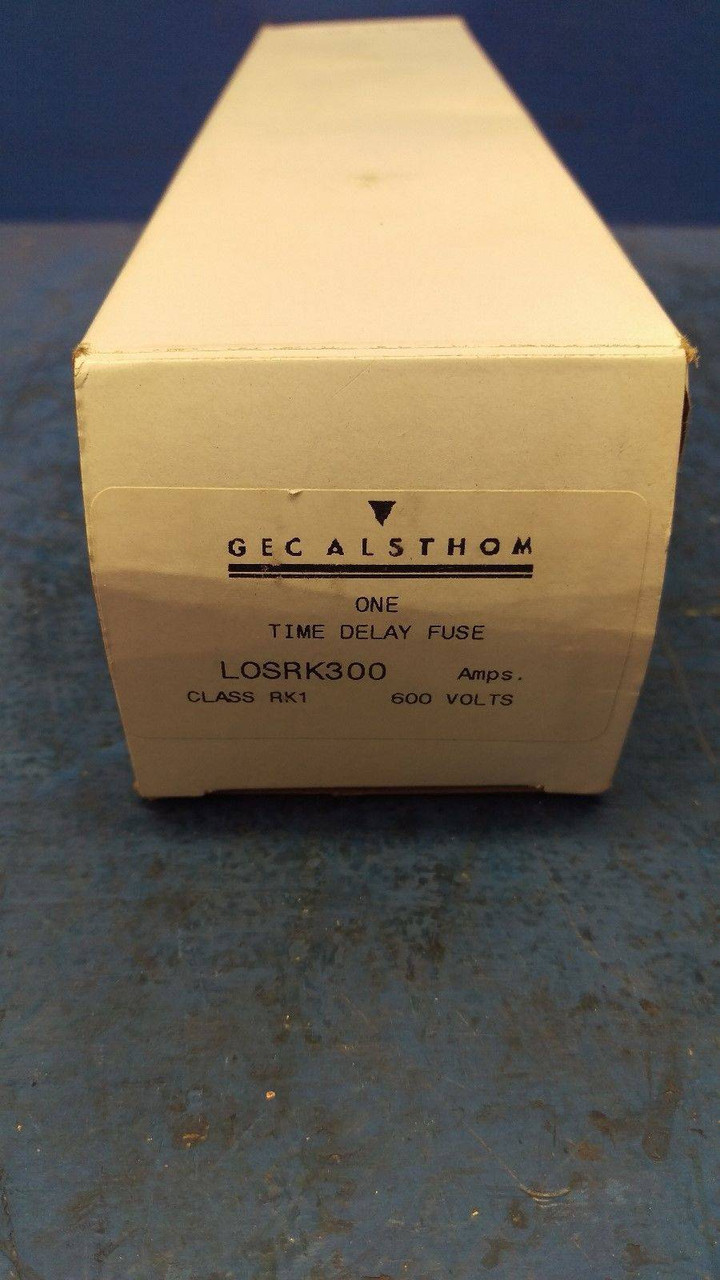 GEC ALSTHOM
ONE
TIME DELAY FUSE
LOSRK300 Amps.
CLASS RK1 600 VOLTS